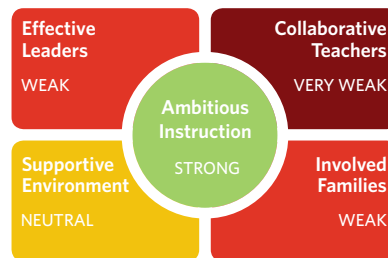 Effective
Leaders
WEAK
Collaborative
Teachers
VERY WEAK
Ambitious
Instruction
STRONG
Supportive
Environment
NEUTRAL
Involved
Families
WEAK